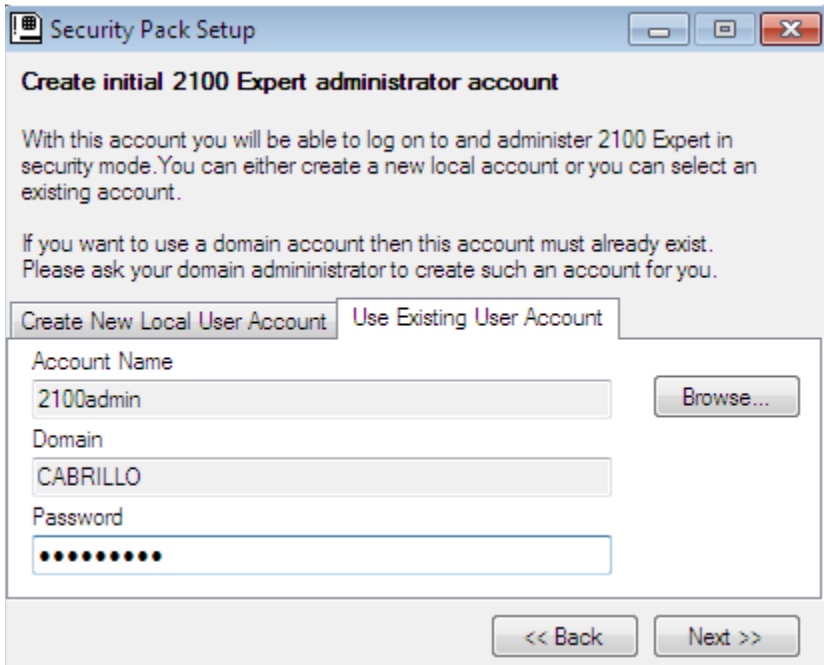 Security Pack Setup
Create initial 2100 Expert administrator account
With this account you will be able to log on to and administer 2100 Expert in
security mode.You can either create a new local account or you can select an
existing account.
If you want to use a domain account then this account must already exist.
Please ask your domain admininistrator to create such an account for you.
Create New Local User Account Use Existing User Account
Account Name
2100admin Browse...
Domain
CABRILLO
Password
●●●●●●●●●
<< Back Next >>